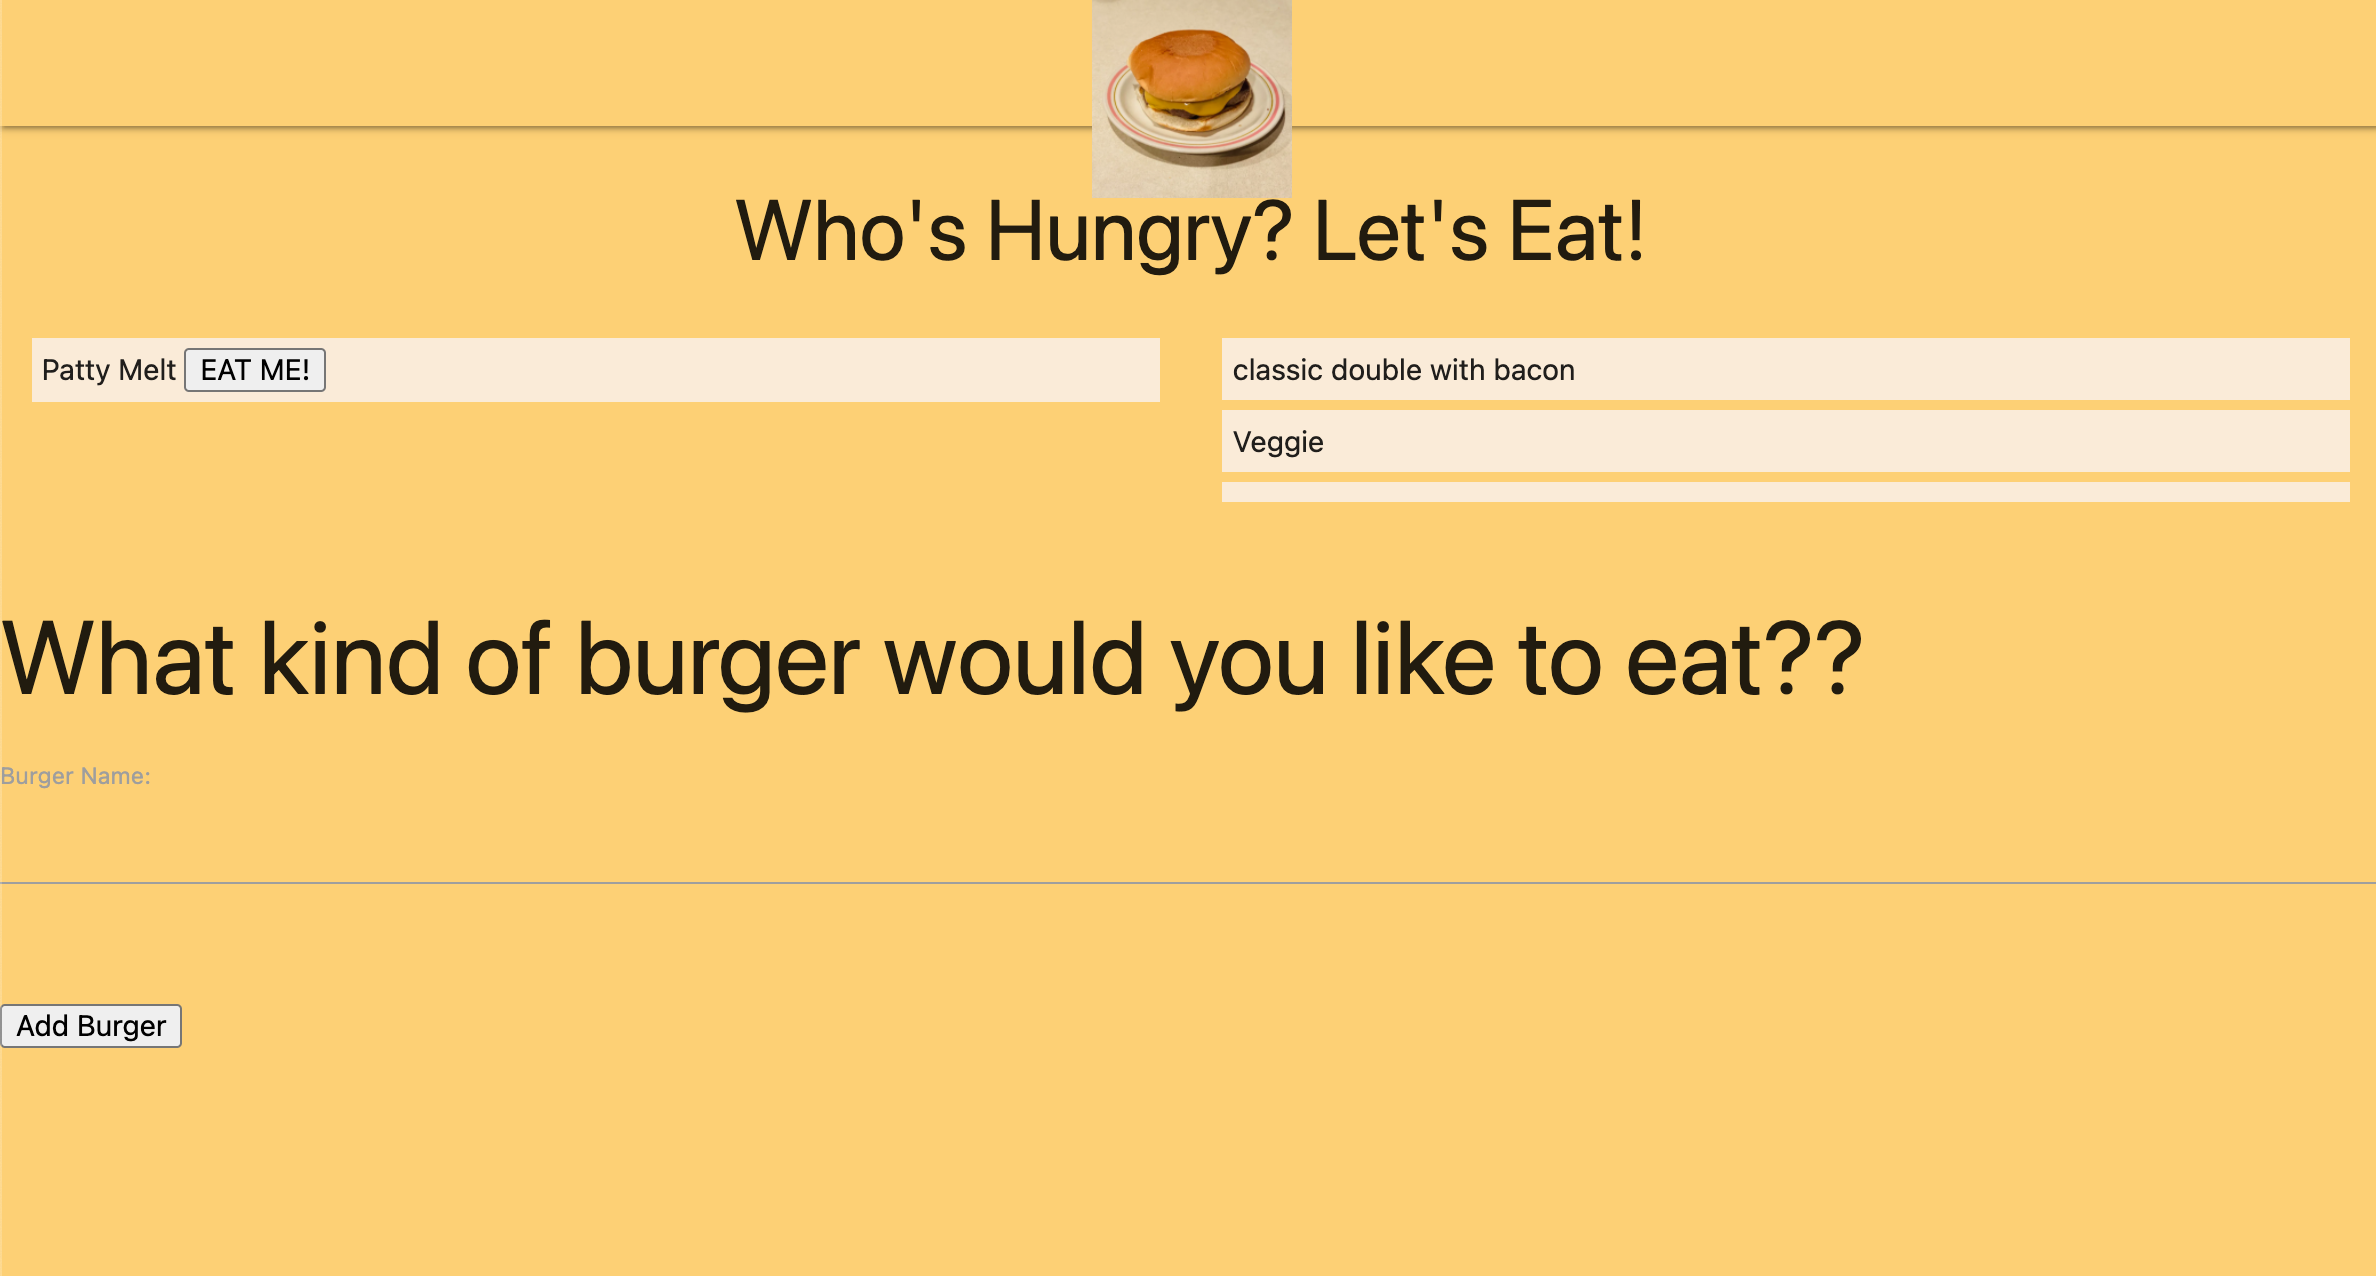 Who's Hungry? Let's Eat!
Patty Melt EAT ME!
classic double with bacon
Veggie
What kind of burger would you like to eat??
Burger Name:
Add Burger